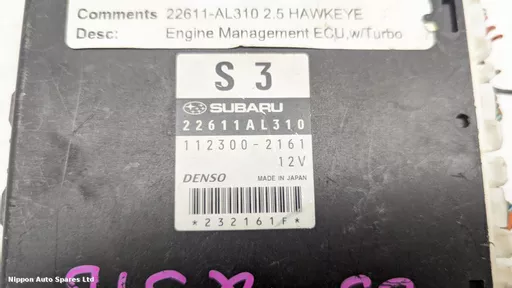 Comments 22611-AL310 2.5 HAWKEYE
Desc: Engine Management ECU,w/Turbo
S 3
SUBARU
22611AL310
112300-2161
12V
DENSO MADE IN JAPAN
*232161F*
Nippon Auto Spares Ltd